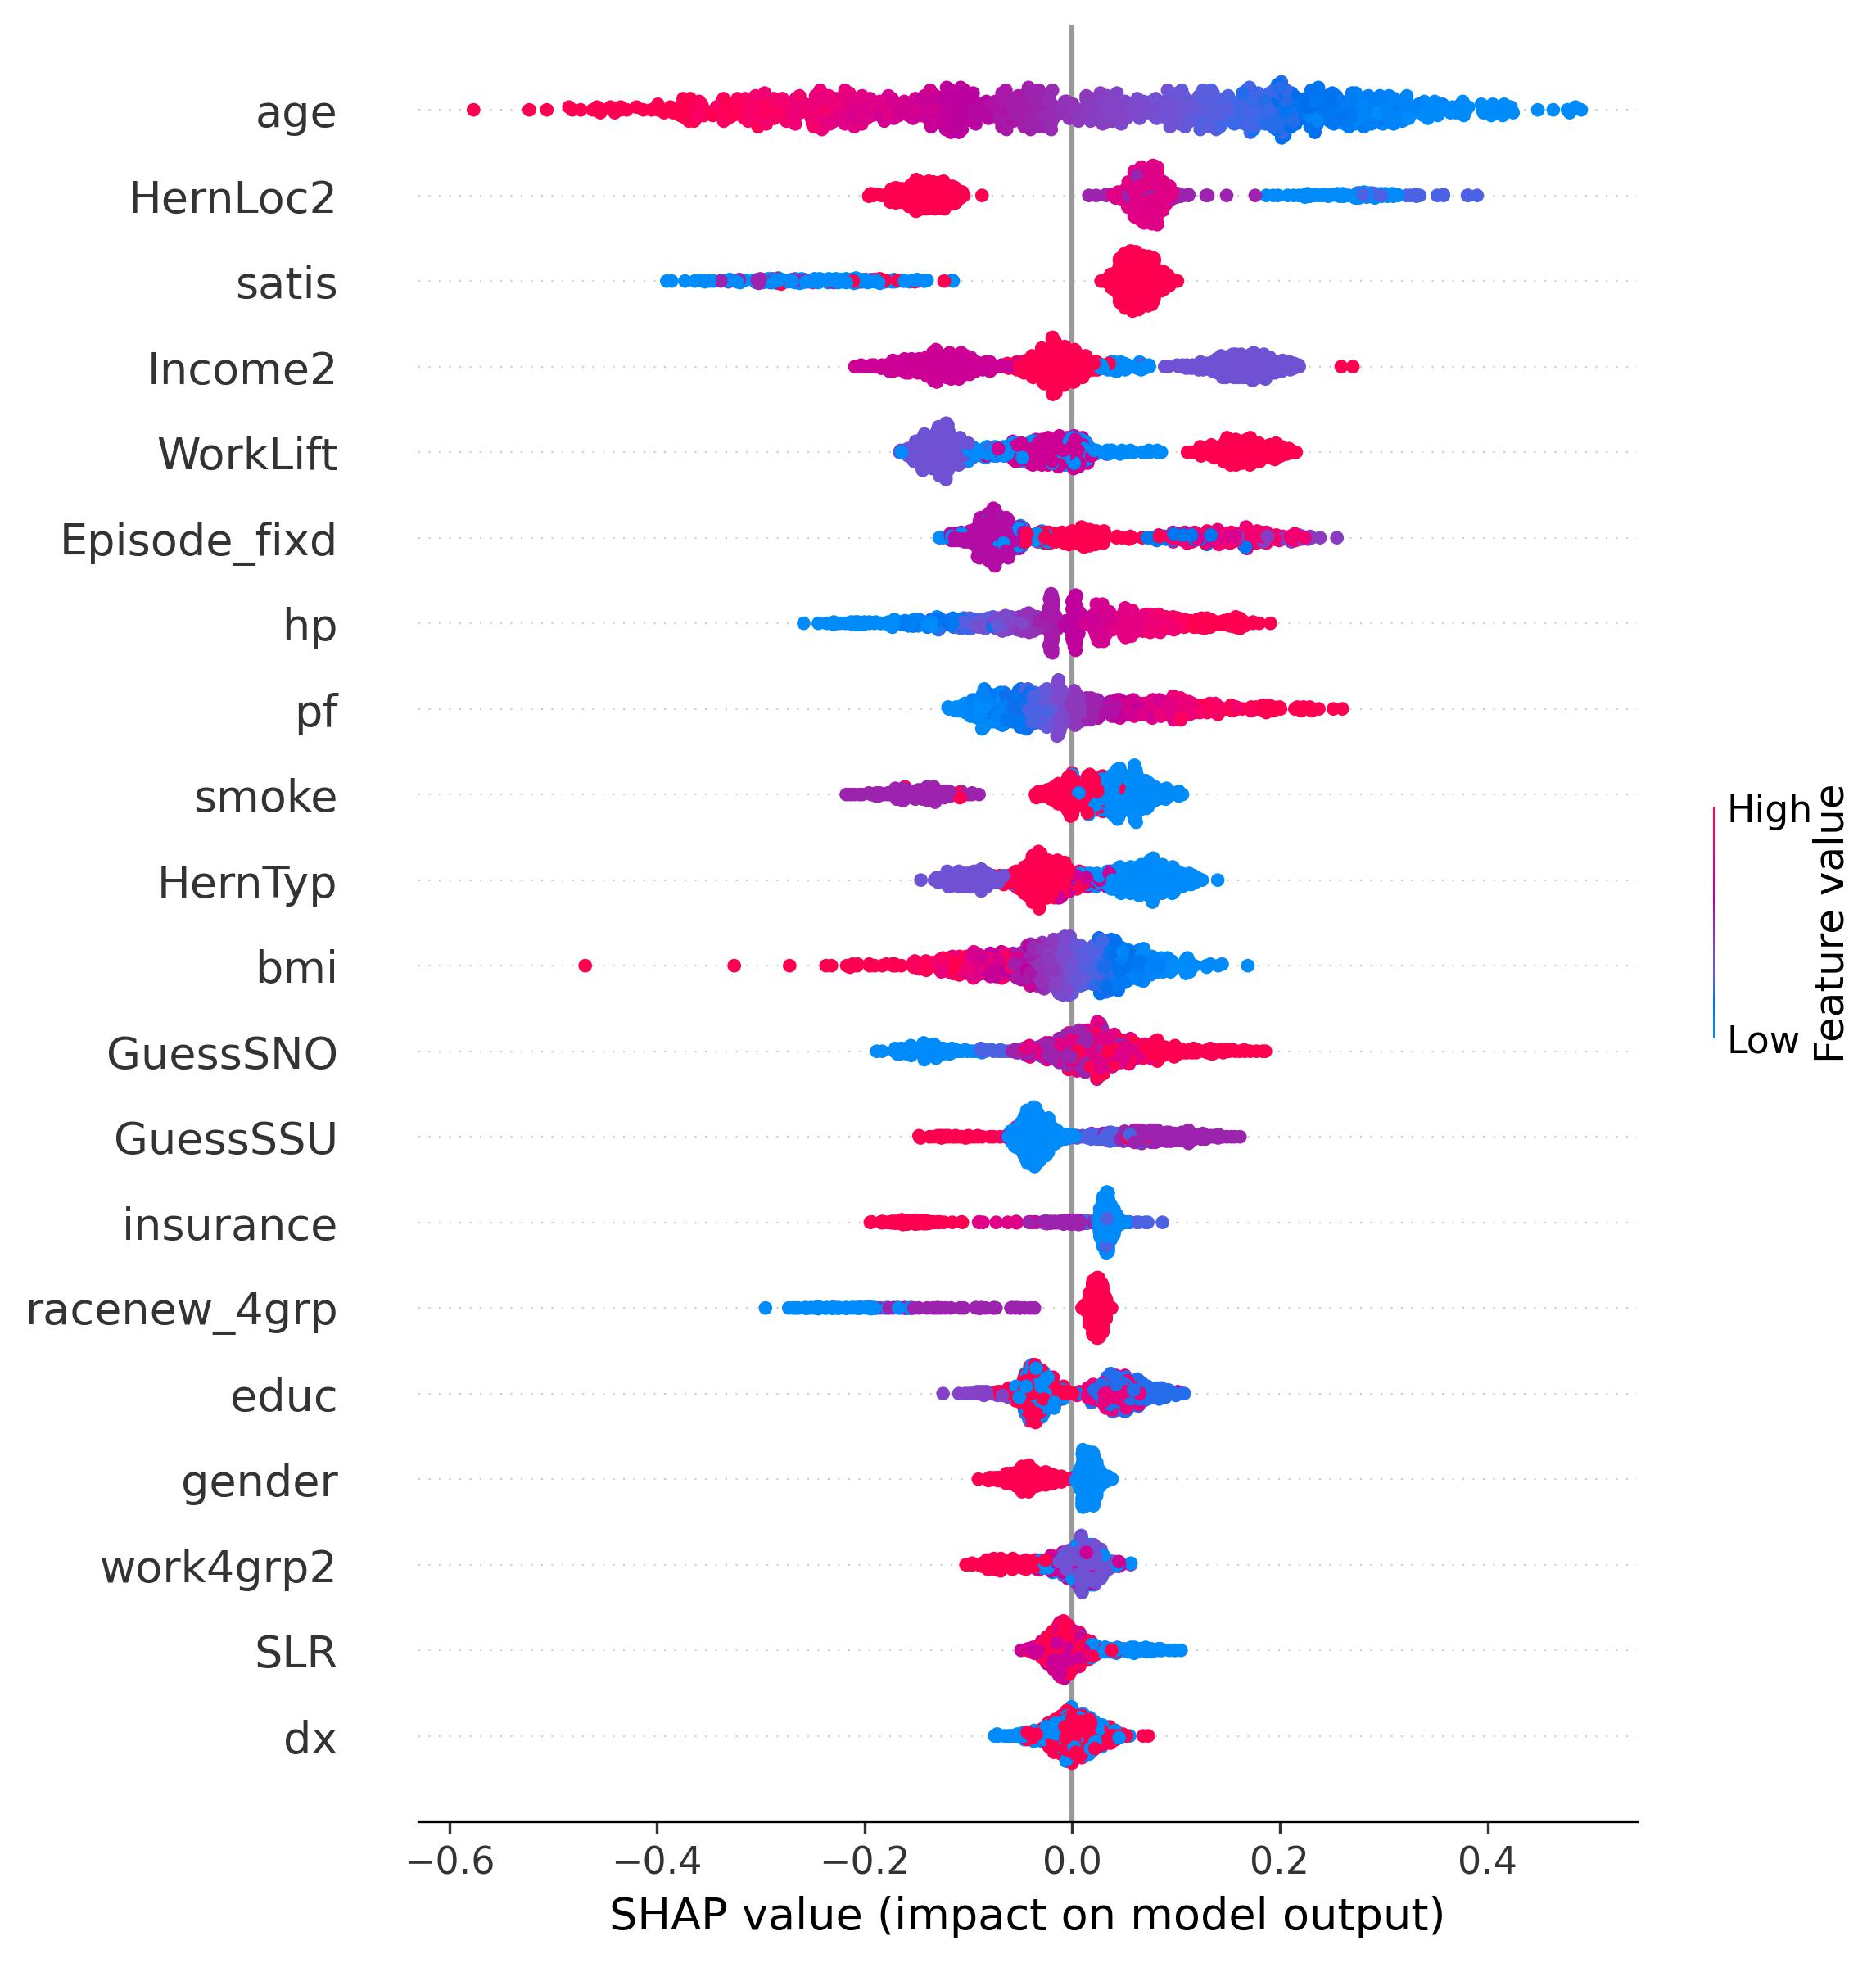 age
HernLoc2
satis
Income2
WorkLift
Episode_fixd
hp
pf
smoke
HernTyp
bmi
GuessSNO
GuessSSU
insurance
racenew_4grp
educ
gender
work4grp2
SLR
dx
−0.6 −0.4 −0.2 0.0 0.2 0.4
SHAP value (impact on model output)
High
Low
Feature value